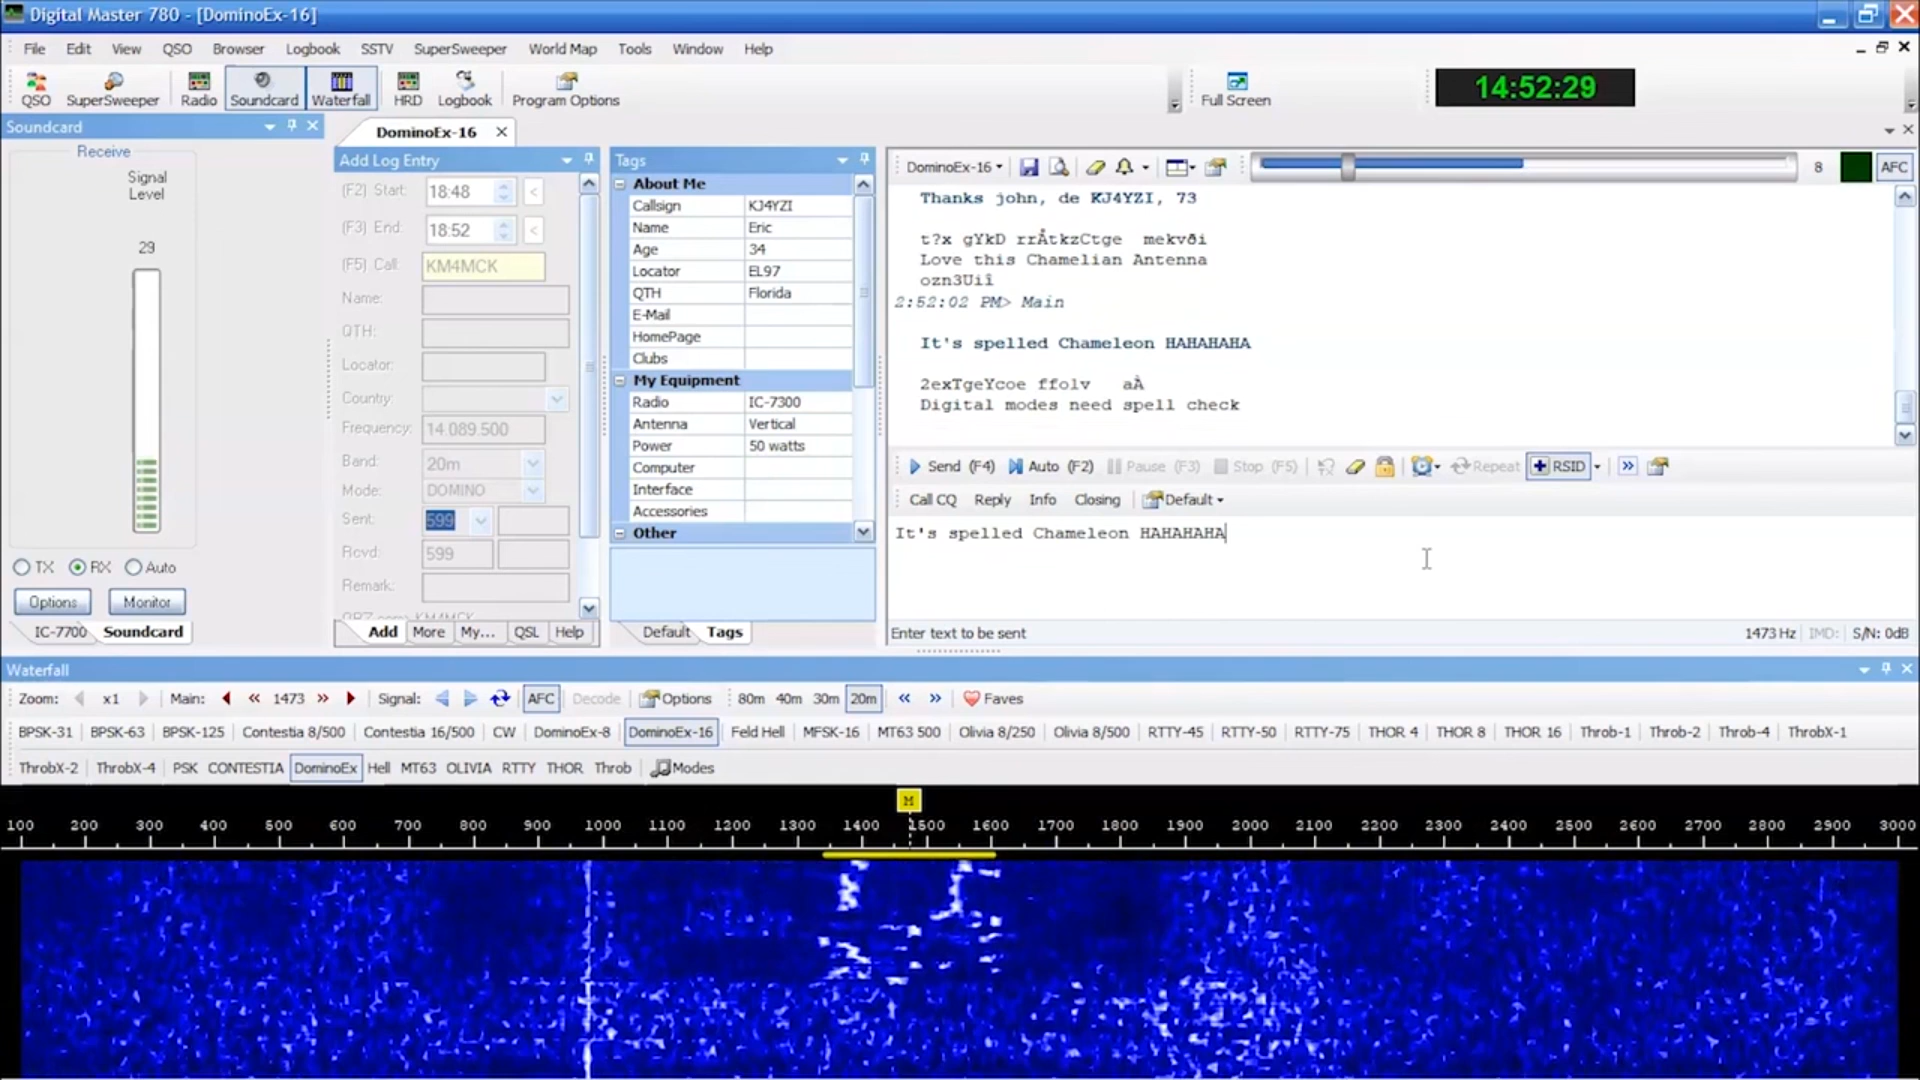 Digital Master 780 - [DominoEx-16]
File Edit View QSO Browser Logbook SSTV SuperSweeper World Map Tools Window Help
QSO SuperSweeper Radio Soundcard Waterfall HRD Logbook Program Options Full Screen 14:52:29
Soundcard
Receive
Signal
Level
29
TX RX Auto
Options Monitor
IC-7700 Soundcard
DominoEx-16
Add Log Entry
(F2) Start: 18:48 <
(F3) End: 18:52 <
(F5) Call: KM4MCK
Name:
QTH:
Locator:
Country:
Frequency: 14.089.500
Band: 20m
Mode: DOMINO
Sent: 599
Rcvd: 599
Remark:
Add More My... QSL Help
Tags
About Me
Callsign KJ4YZI
Name Eric
Age 34
Locator EL97
QTH Florida
E-Mail
HomePage
Clubs
My Equipment
Radio IC-7300
Antenna Vertical
Power 50 watts
Computer
Interface
Accessories
Other
Default Tags
DominoEx-16 8 AFC
Thanks john, de KJ4YZI, 73
t?x gYkD rrÅtkzCtge mekvði
Love this Chamelian Antenna
ozn3Uiî
2:52:02 PM> Main
It's spelled Chameleon HAHAHAHA
2exTgeYcoe ffolv aÀ
Digital modes need spell check
Send (F4) Auto (F2) Pause (F3) Stop (F5) Repeat RSID
Call CQ Reply Info Closing Default
It's spelled Chameleon HAHAHAHA
Enter text to be sent 1473 Hz IMD: S/N: 0dB
Waterfall
Zoom: x1 Main: 1473 Signal: AFC Decode Options 80m 40m 30m 20m Faves
BPSK-31 BPSK-63 BPSK-125 Contestia 8/500 Contestia 16/500 CW DominoEx-8 DominoEx-16 Feld Hell MFSK-16 MT63 500 Olivia 8/250 Olivia 8/500 RTTY-45 RTTY-50 RTTY-75 THOR 4 THOR 8 THOR 16 Throb-1 Throb-2 Throb-4 ThrobX-1
ThrobX-2 ThrobX-4 PSK CONTESTIA DominoEx Hell MT63 OLIVIA RTTY THOR Throb Modes
M
100 200 300 400 500 600 700 800 900 1000 1100 1200 1300 1400 1500 1600 1700 1800 1900 2000 2100 2200 2300 2400 2500 2600 2700 2800 2900 3000